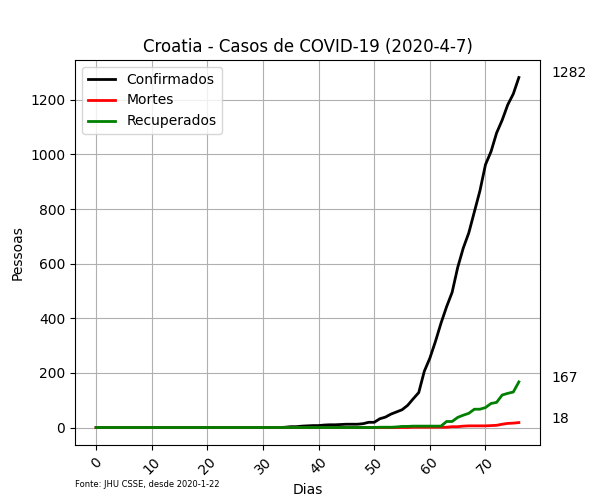 Croatia - Casos de COVID-19 (2020-4-7)
Confirmados
Mortes
Recuperados
1282
167
18
Pessoas
1200
1000
800
600
400
200
0
0 10 20 30 40 50 60 70
Fonte: JHU CSSE, desde 2020-1-22
Dias